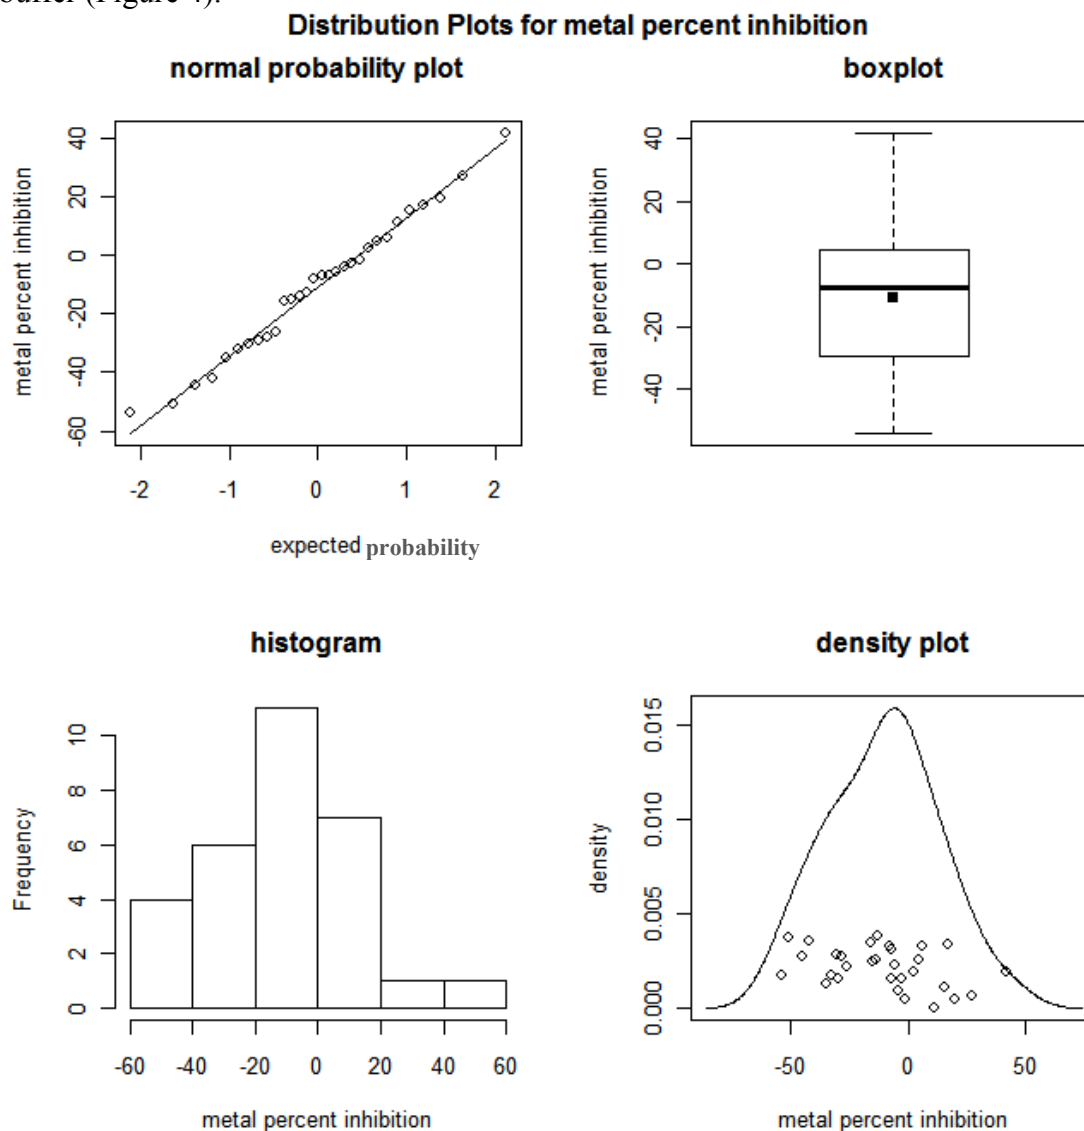 buffer (Figure 4).
Distribution Plots for metal percent inhibition
normal probability plot
metal percent inhibition
40
20
0
-20
-40
-60
-2 -1 0 1 2
expected probability
boxplot
metal percent inhibition
40
20
0
-20
-40
histogram
Frequency
10
8
6
4
2
0
-60 -40 -20 0 20 40 60
metal percent inhibition
density plot
density
0.015
0.010
0.005
0.000
-50 0 50
metal percent inhibition